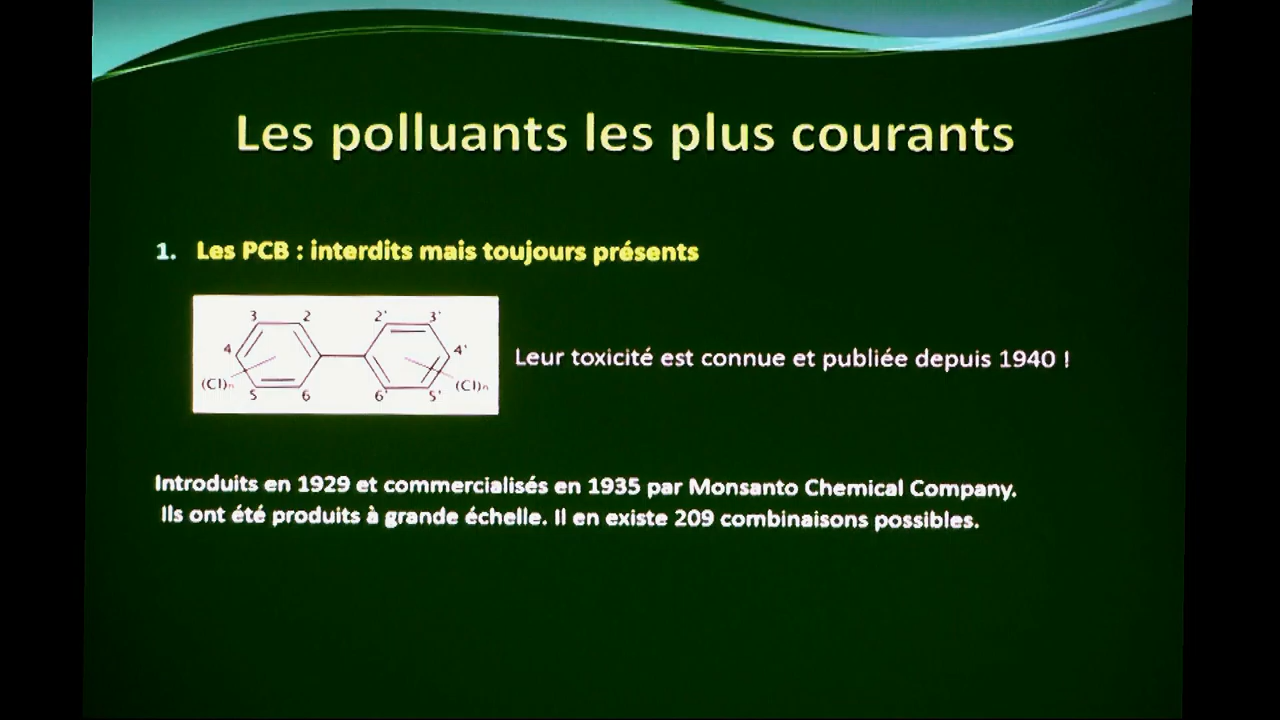 Les polluants les plus courants
1. Les PCB : interdits mais toujours présents
3 2 2' 3'
4 4'
(Cl)n (Cl)n
5 6 6' 5'
Leur toxicité est connue et publiée depuis 1940 !
Introduits en 1929 et commercialisés en 1935 par Monsanto Chemical Company.
Ils ont été produits à grande échelle. Il en existe 209 combinaisons possibles.